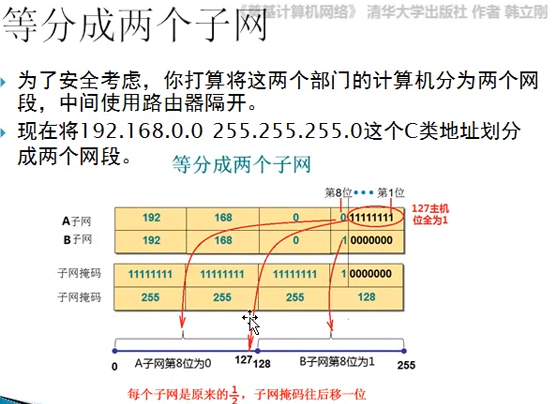 《奠基计算机网络》 清华大学出版社 作者 韩立刚
等分成两个子网
为了安全考虑，你打算将这两个部门的计算机分为两个网
段，中间使用路由器隔开。
现在将192.168.0.0 255.255.255.0这个C类地址划分
成两个网段。
等分成两个子网
第8位 ••• 第1位
A子网 192 168 0 0 1111111
127主机
位全为1
B子网 192 168 0 1 0000000
子网掩码 11111111 11111111 11111111 1 0000000
子网掩码 255 255 255 128
0 A子网第8位为0 127 128 B子网第8位为1 255
每个子网是原来的1/2，子网掩码往后移一位